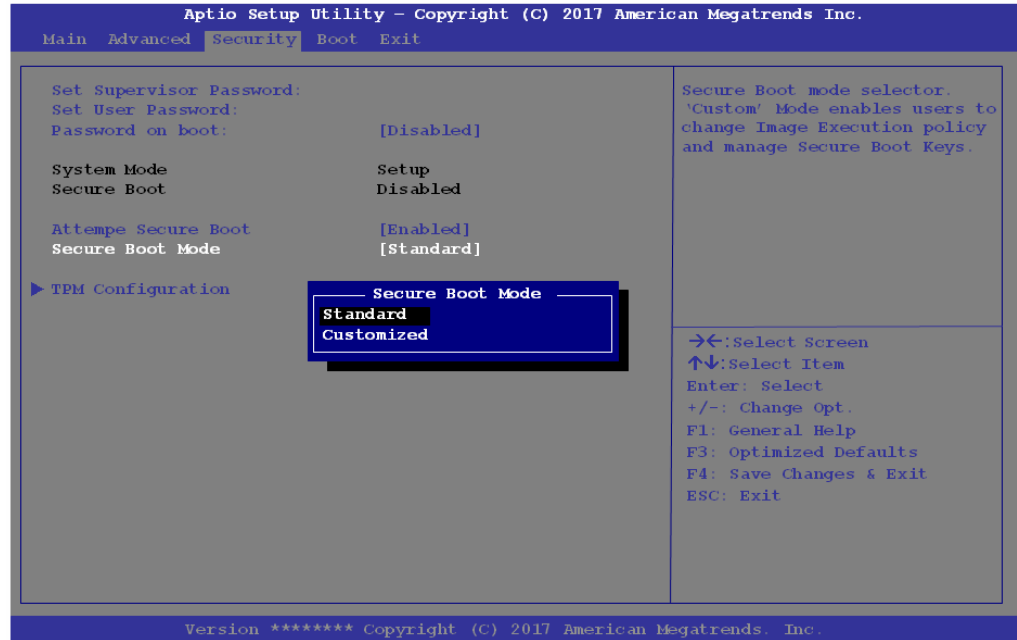 Aptio Setup Utility – Copyright (C) 2017 American Megatrends Inc.
Main Advanced Security Boot Exit
Set Supervisor Password:
Set User Password:
Password on boot: [Disabled]
System Mode Setup
Secure Boot Disabled
Attempe Secure Boot [Enabled]
Secure Boot Mode [Standard]
TPM Configuration
Secure Boot Mode
Standard
Customized
Secure Boot mode selector.
‘Custom’ Mode enables users to
change Image Execution policy
and manage Secure Boot Keys.
→←:Select Screen
↑↓:Select Item
Enter: Select
+/-: Change Opt.
F1: General Help
F3: Optimized Defaults
F4: Save Changes & Exit
ESC: Exit
Version ******** Copyright (C) 2017 American Megatrends. Inc.